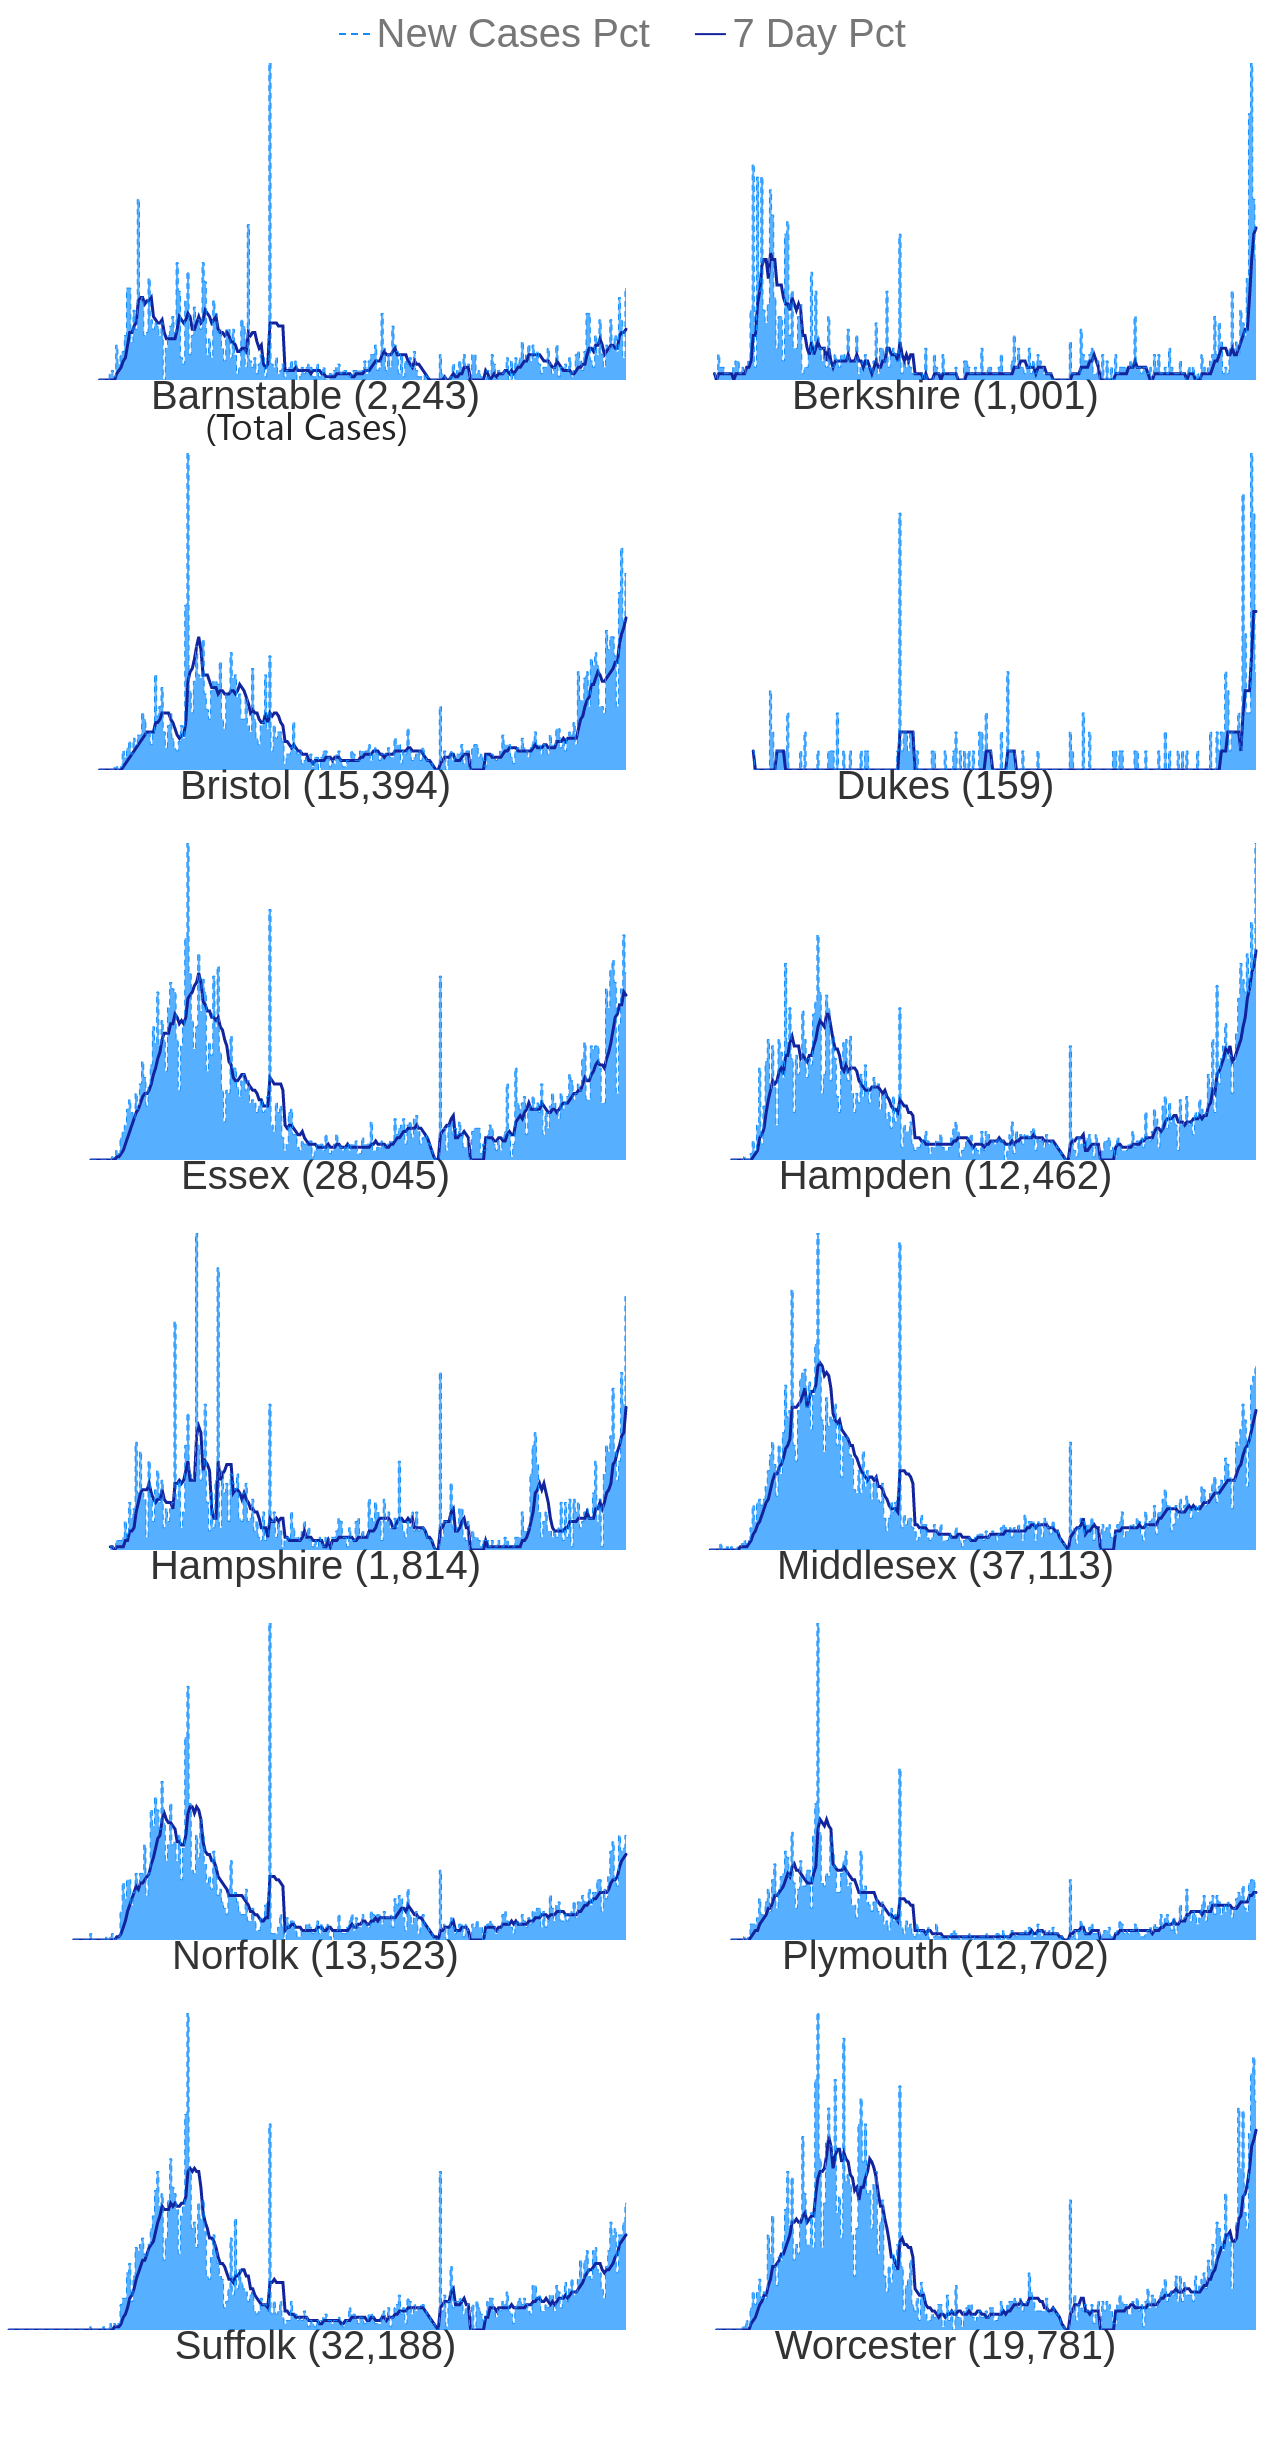 New Cases Pct 7 Day Pct
Barnstable (2,243) Berkshire (1,001)
(Total Cases)
Bristol (15,394) Dukes (159)
Essex (28,045) Hampden (12,462)
Hampshire (1,814) Middlesex (37,113)
Norfolk (13,523) Plymouth (12,702)
Suffolk (32,188) Worcester (19,781)